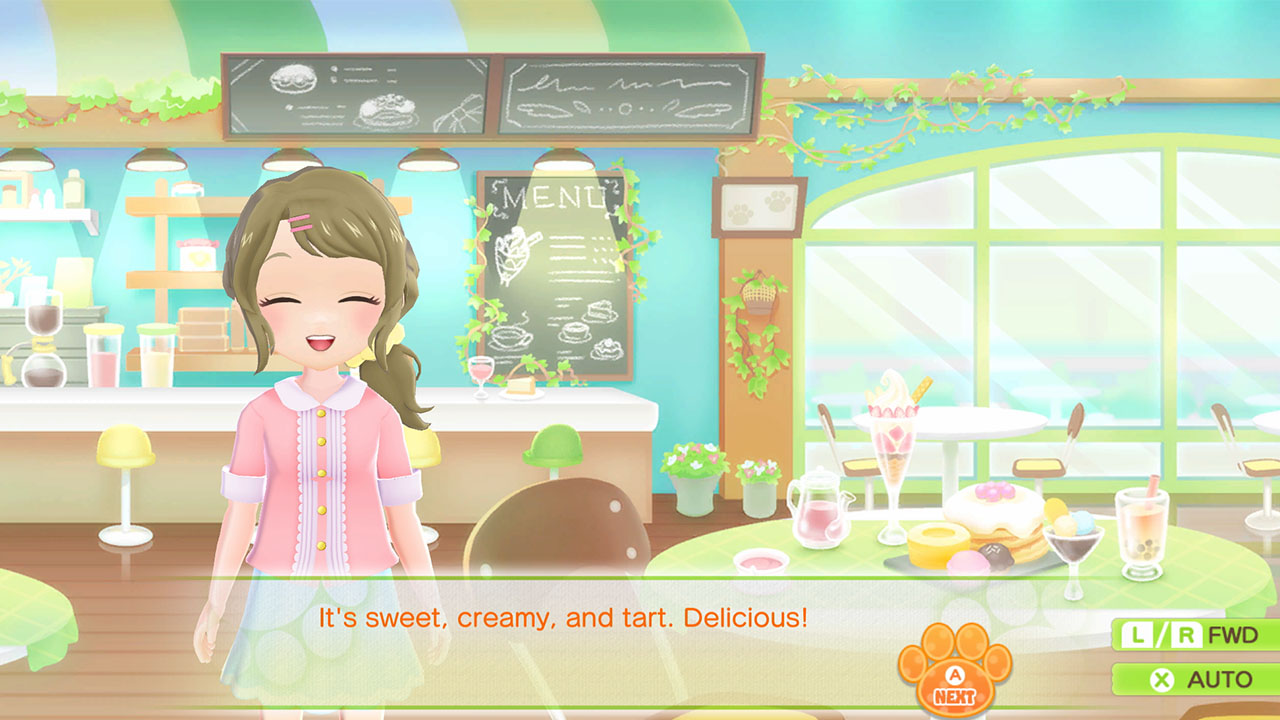 MENU
It's sweet, creamy, and tart. Delicious!
A
NEXT
L/R FWD
X AUTO